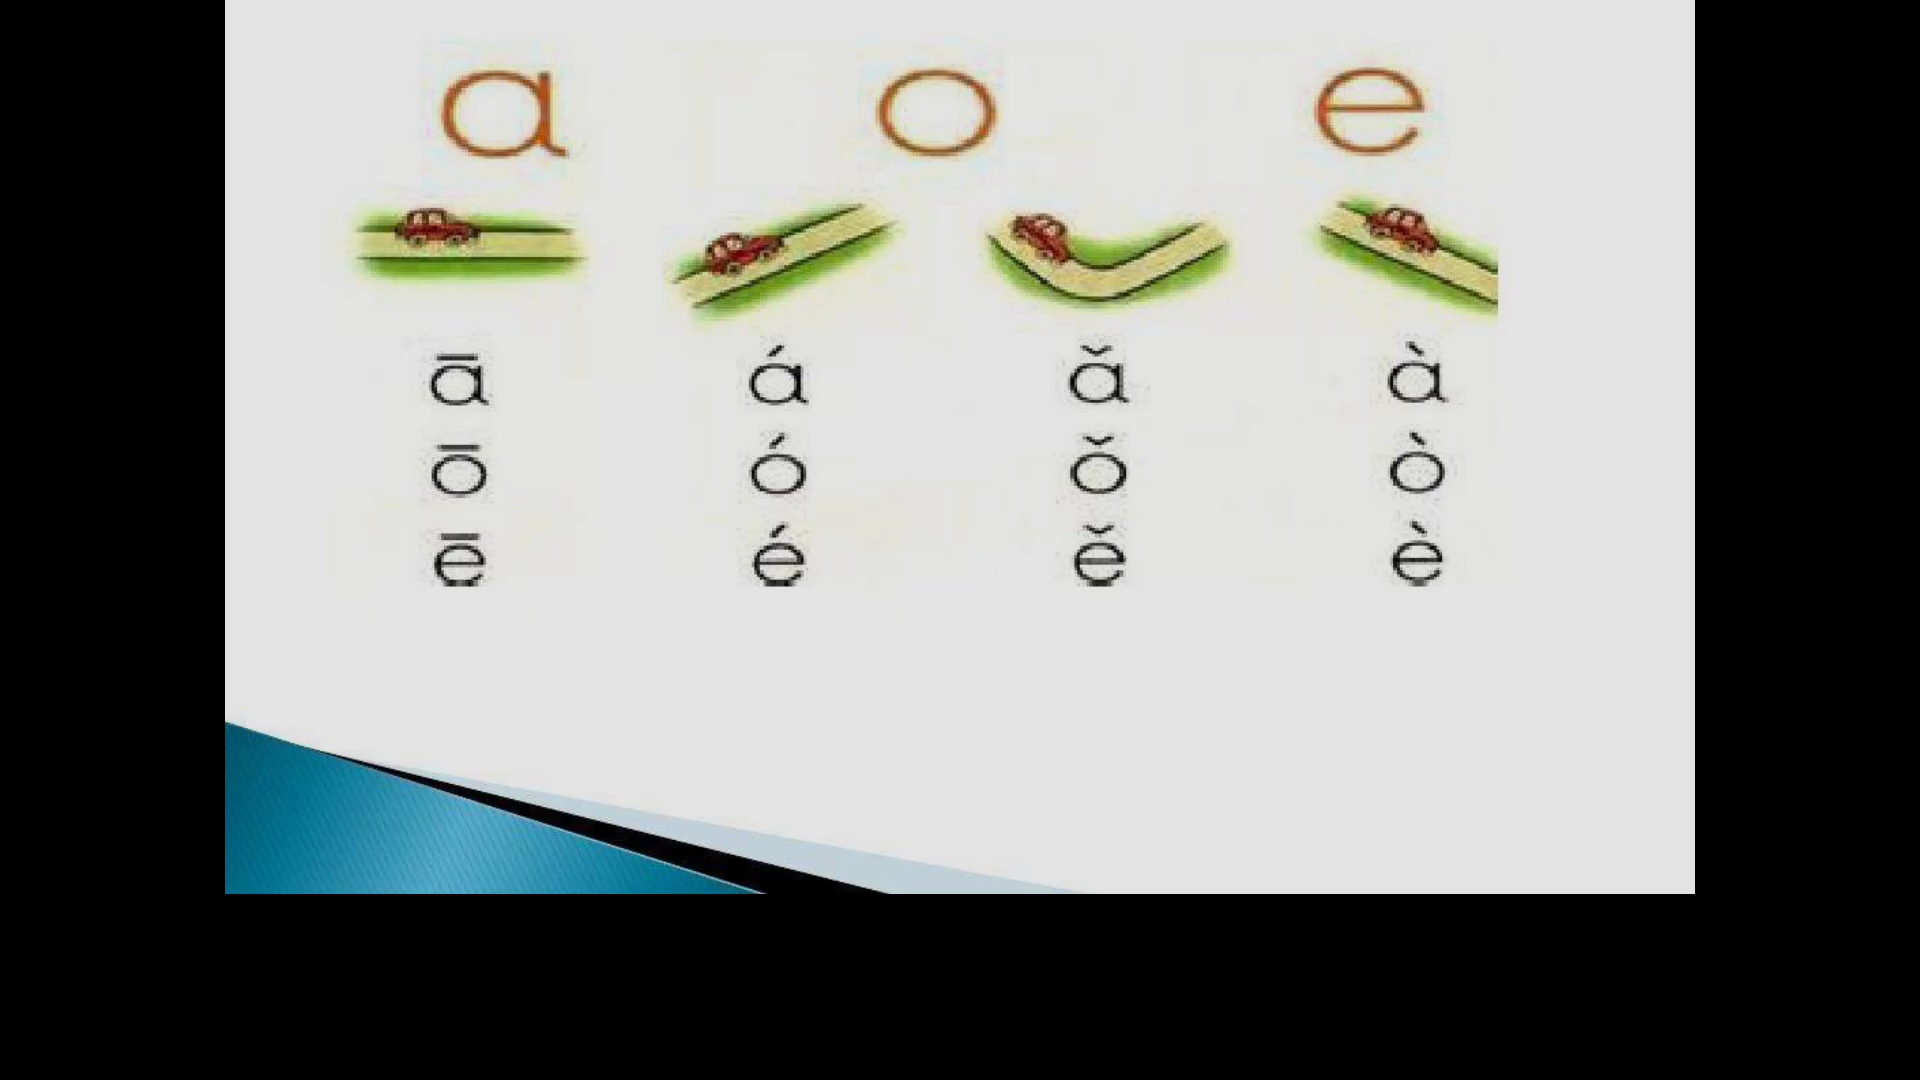 a o e
ā á ǎ à
ō ó ǒ ò
ē é ě è